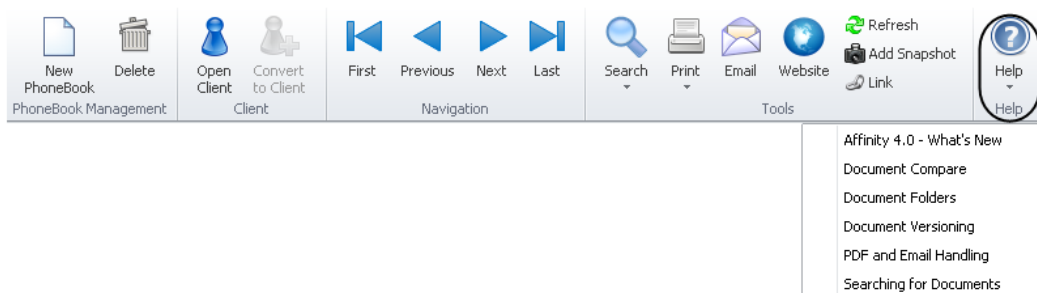 New PhoneBook
Delete
Open Client
Convert to Client
First
Previous
Next
Last
Search
Print
Email
Website
Refresh
Add Snapshot
Link
Help
PhoneBook Management
Client
Navigation
Tools
Help
Affinity 4.0 - What's New
Document Compare
Document Folders
Document Versioning
PDF and Email Handling
Searching for Documents